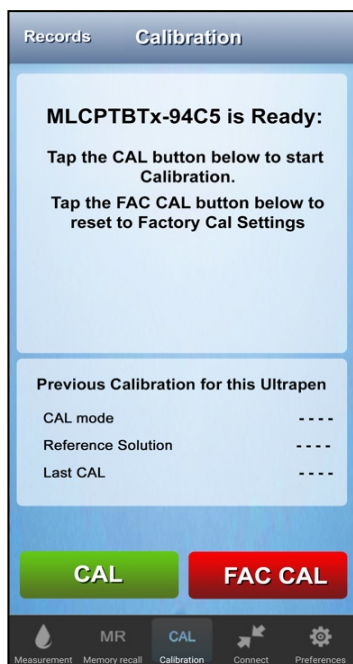 Records
Calibration
MLCPTBTx-94C5 is Ready:
Tap the CAL button below to start
Calibration.
Tap the FAC CAL button below to
reset to Factory Cal Settings
Previous Calibration for this Ultrapen
CAL mode - - - -
Reference Solution - - - -
Last CAL - - - -
CAL
FAC CAL
MR
CAL
Measurement
Memory recall
Calibration
Connect
Preferences